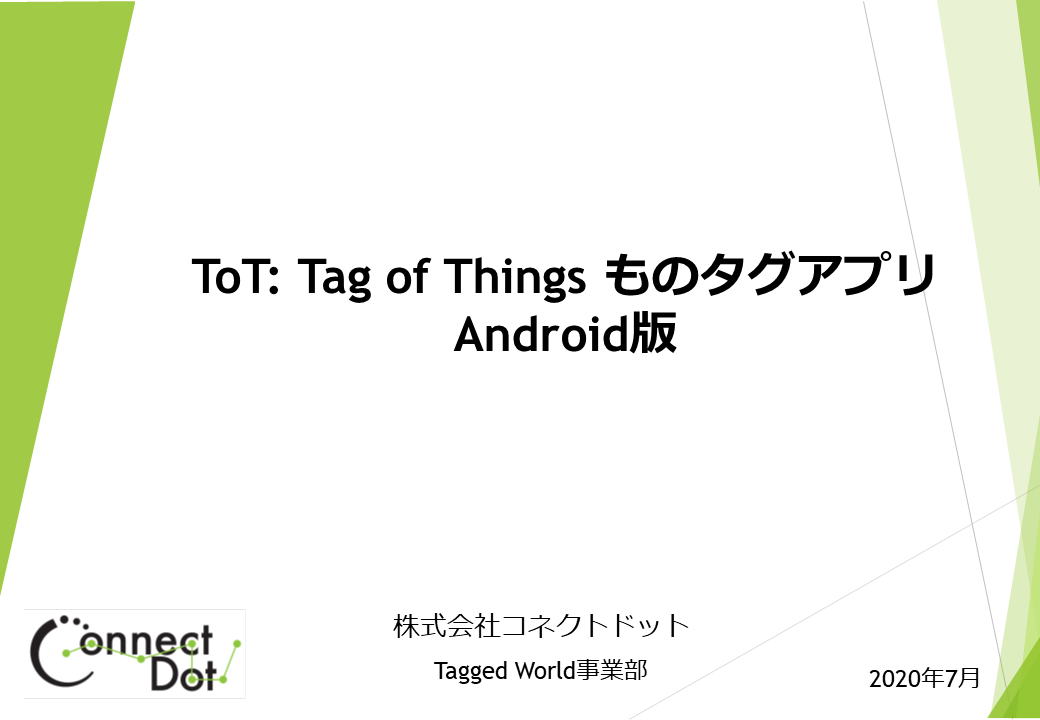 ToT: Tag of Things ものタグアプリ
Android版
株式会社コネクトドット
Tagged World事業部
2020年7月
Connect
Dot